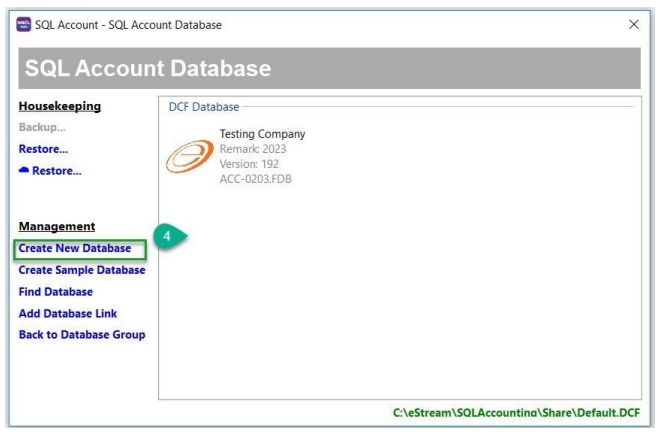 SQL Account - SQL Account Database
SQL Account Database
Housekeeping
Backup...
Restore...
Restore...
Management
Create New Database
Create Sample Database
Find Database
Add Database Link
Back to Database Group
DCF Database
Testing Company
Remark: 2023
Version: 192
ACC-0203.FDB
4
C:\eStream\SQLAccounting\Share\Default.DCF